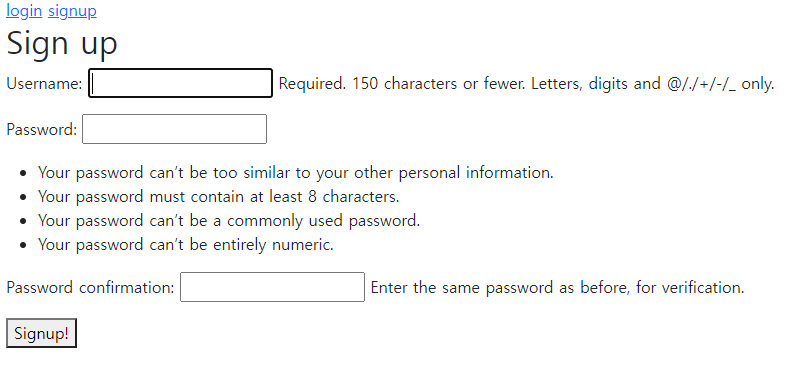 login signup
Sign up
Username: Required. 150 characters or fewer. Letters, digits and @/./+/-/_ only.
Password:
Your password can't be too similar to your other personal information.
Your password must contain at least 8 characters.
Your password can't be a commonly used password.
Your password can't be entirely numeric.
Password confirmation: Enter the same password as before, for verification.
Signup!